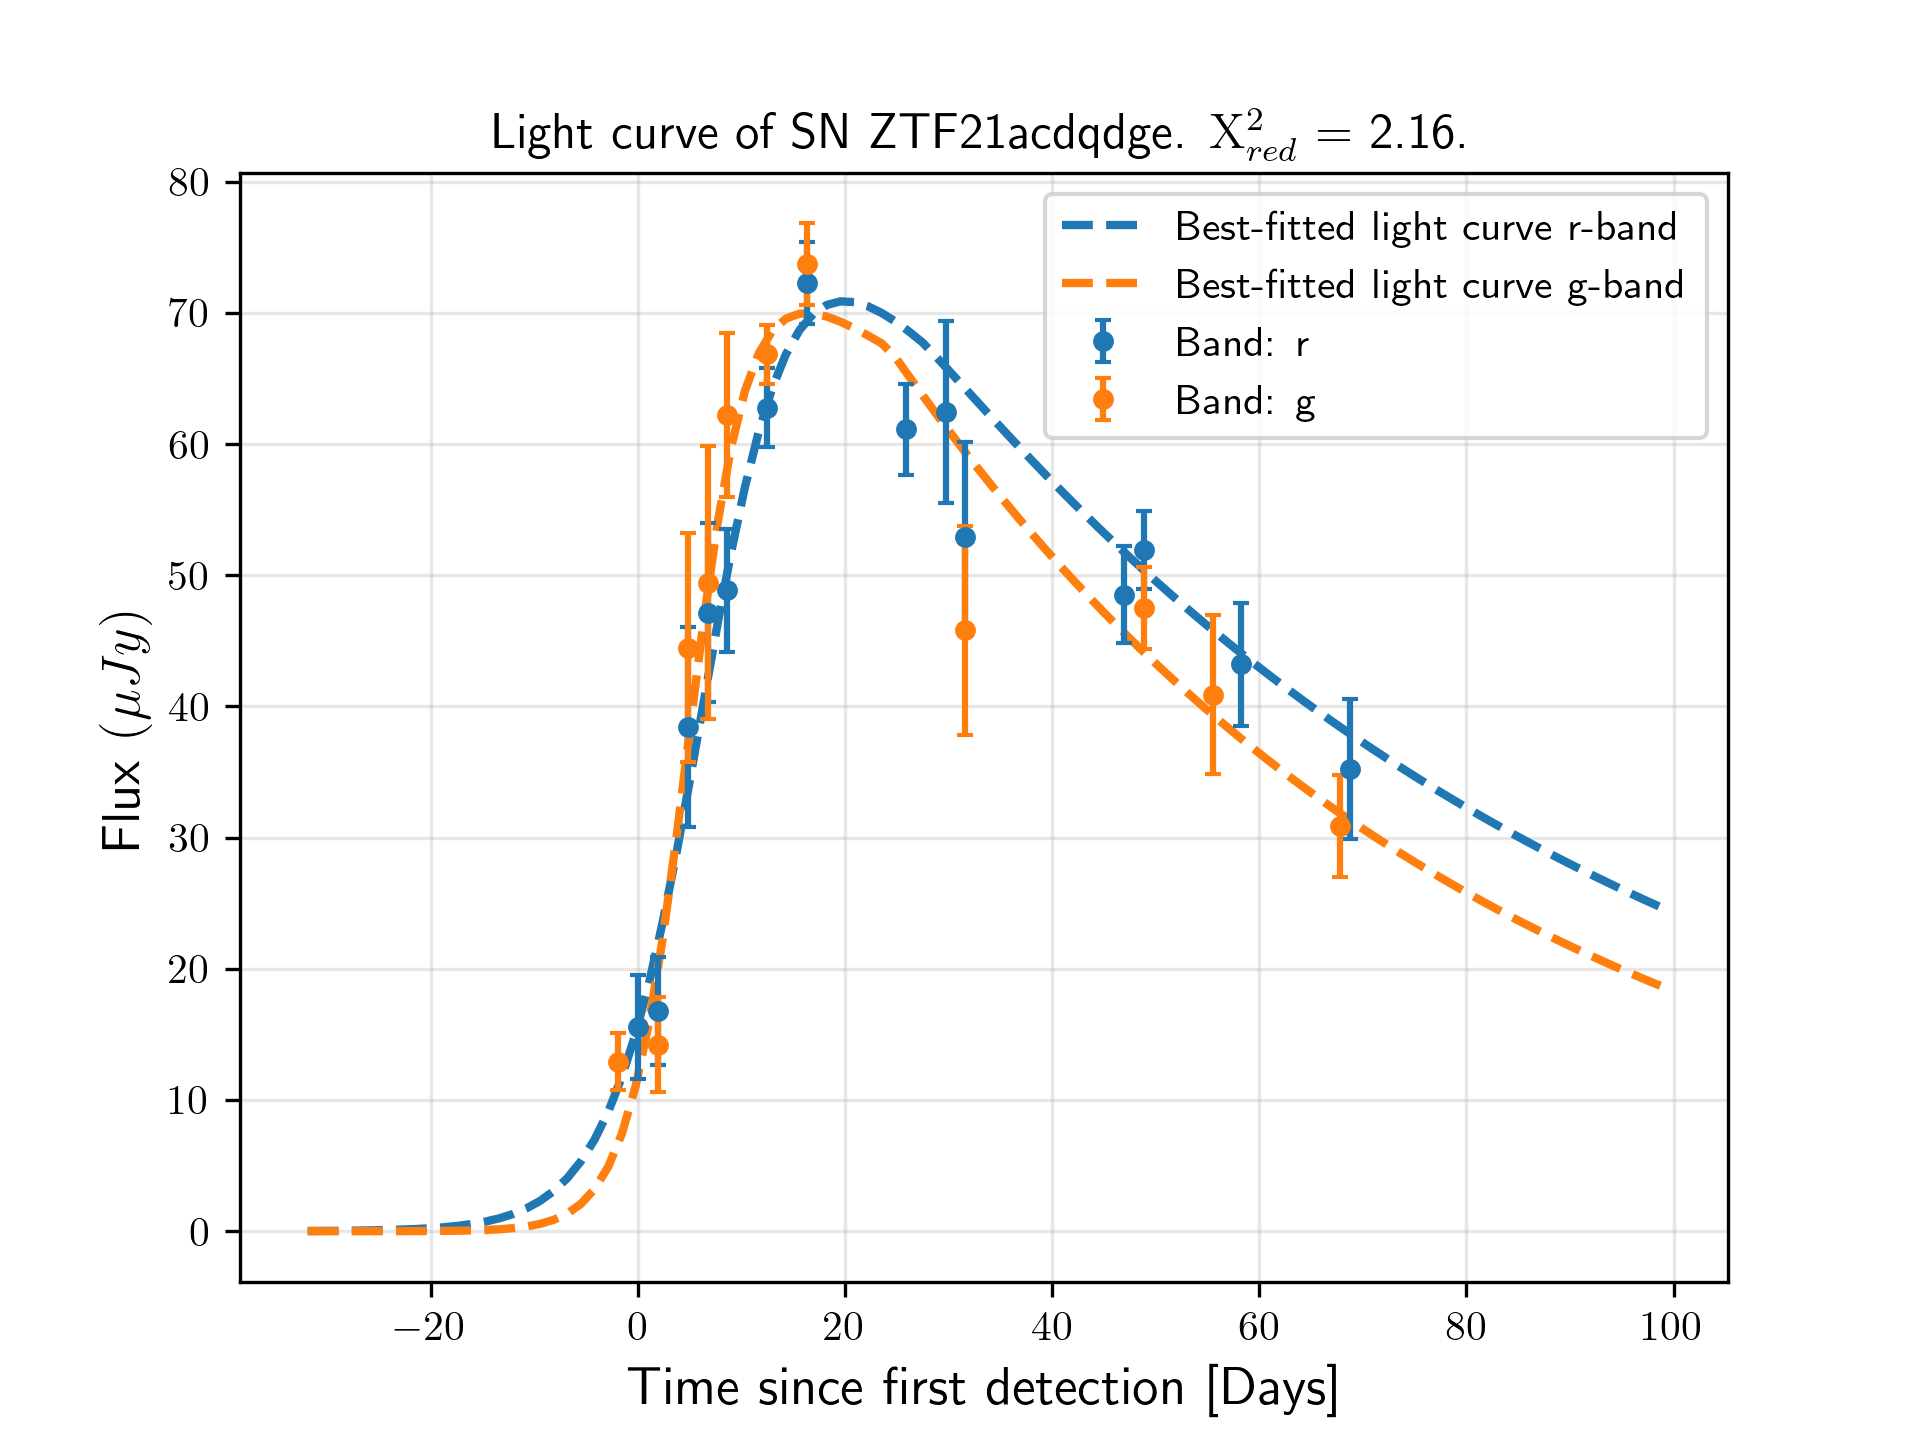 Light curve of SN ZTF21acdqdge. X²_red = 2.16.
80
70
60
50
40
30
20
10
0
Flux (μJy)
Best-fitted light curve r-band
Best-fitted light curve g-band
Band: r
Band: g
−20 0 20 40 60 80 100
Time since first detection [Days]